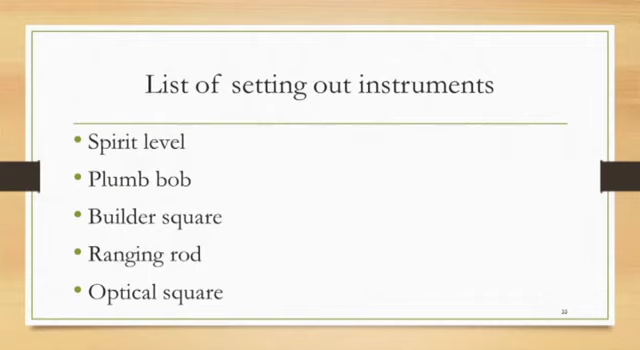 List of setting out instruments
• Spirit level
• Plumb bob
• Builder square
• Ranging rod
• Optical square